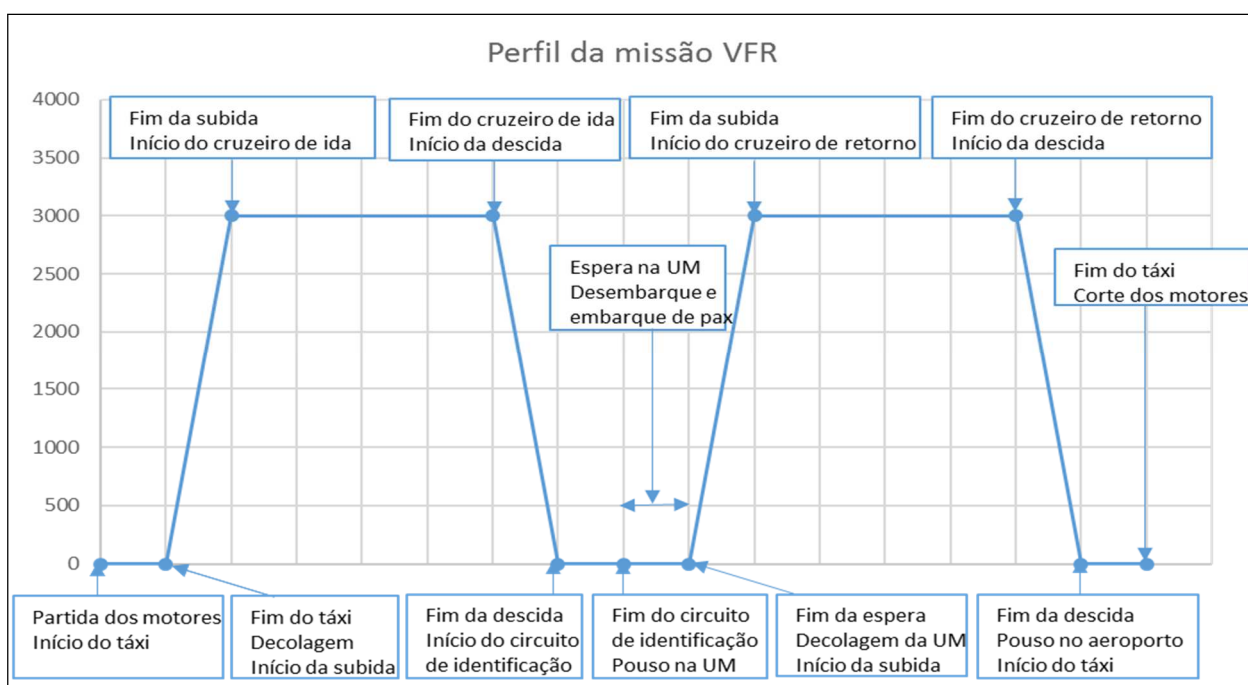 Perfil da missão VFR
4000
3500
3000
2500
2000
1500
1000
500
0
Fim da subida
Início do cruzeiro de ida
Fim do cruzeiro de ida
Início da descida
Fim da subida
Início do cruzeiro de retorno
Fim do cruzeiro de retorno
Início da descida
Espera na UM
Desembarque e
embarque de pax
Fim do táxi
Corte dos motores
Partida dos motores
Início do táxi
Fim do táxi
Decolagem
Início da subida
Fim da descida
Início do circuito
de identificação
Fim do circuito
de identificação
Pouso na UM
Fim da espera
Decolagem da UM
Início da subida
Fim da descida
Pouso no aeroporto
Início do táxi